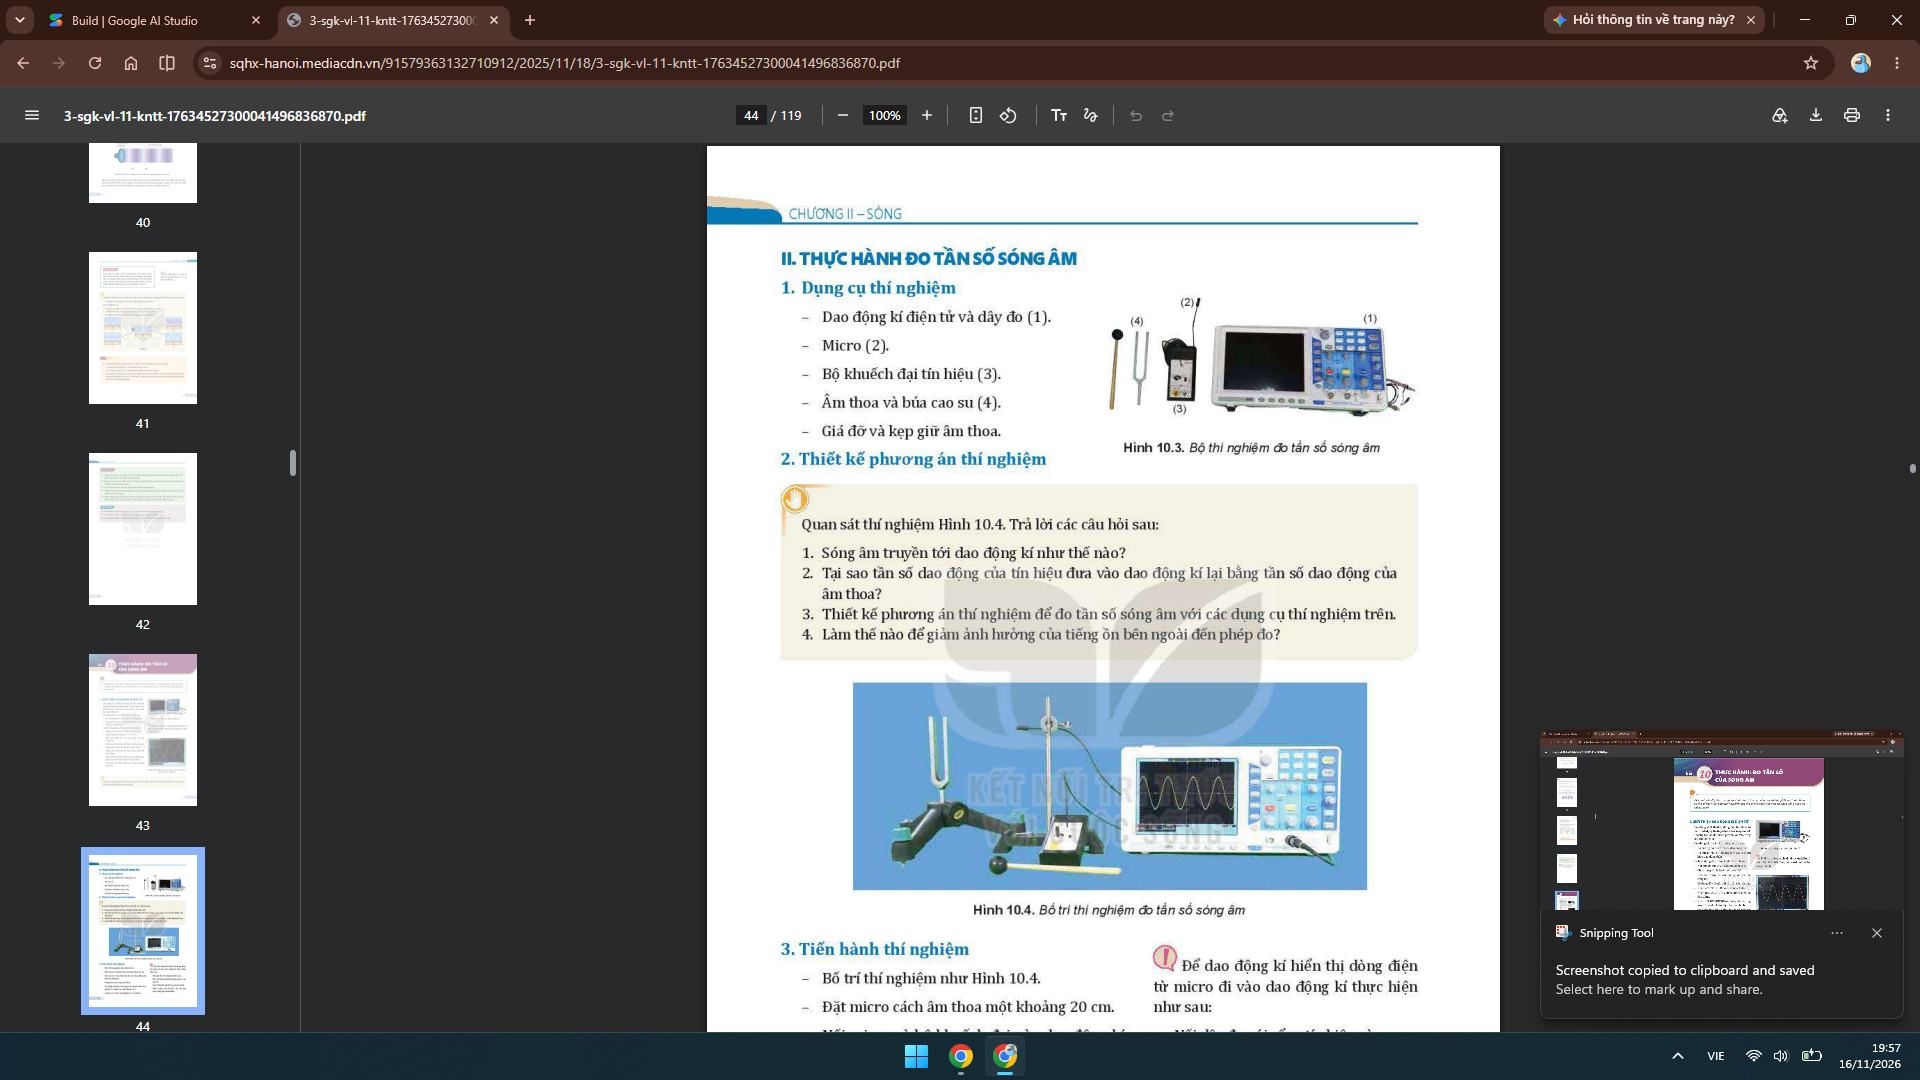 Build | Google AI Studio
3-sgk-vl-11-kntt-1763452730004
Hỏi thông tin về trang này?
sqhx-hanoi.mediacdn.vn/91579363132710912/2025/11/18/3-sgk-vl-11-kntt-17634527300041496836870.pdf
3-sgk-vl-11-kntt-17634527300041496836870.pdf
44 / 119
100%
40
41
42
43
44
CHƯƠNG II – SÓNG
II. THỰC HÀNH ĐO TẦN SỐ SÓNG ÂM
1. Dụng cụ thí nghiệm
– Dao động kí điện tử và dây đo (1).
– Micro (2).
– Bộ khuếch đại tín hiệu (3).
– Âm thoa và búa cao su (4).
– Giá đỡ và kẹp giữ âm thoa.
(2)
(4)
(1)
(3)
Hình 10.3. Bộ thí nghiệm đo tần số sóng âm
2. Thiết kế phương án thí nghiệm
Quan sát thí nghiệm Hình 10.4. Trả lời các câu hỏi sau:
1. Sóng âm truyền tới dao động kí như thế nào?
2. Tại sao tần số dao động của tín hiệu đưa vào dao động kí lại bằng tần số dao động của
âm thoa?
3. Thiết kế phương án thí nghiệm để đo tần số sóng âm với các dụng cụ thí nghiệm trên.
4. Làm thế nào để giảm ảnh hưởng của tiếng ồn bên ngoài đến phép đo?
KẾT NỐI TR
SỐNG
Hình 10.4. Bố trí thí nghiệm đo tần số sóng âm
3. Tiến hành thí nghiệm
– Bố trí thí nghiệm như Hình 10.4.
– Đặt micro cách âm thoa một khoảng 20 cm.
Để dao động kí hiển thị dòng điện
từ micro đi vào dao động kí thực hiện
như sau:
10
THỰC HÀNH: ĐO TẦN SỐ
CỦA SÓNG ÂM
Snipping Tool
Screenshot copied to clipboard and saved
Select here to mark up and share.
VIE
19:57
16/11/2026